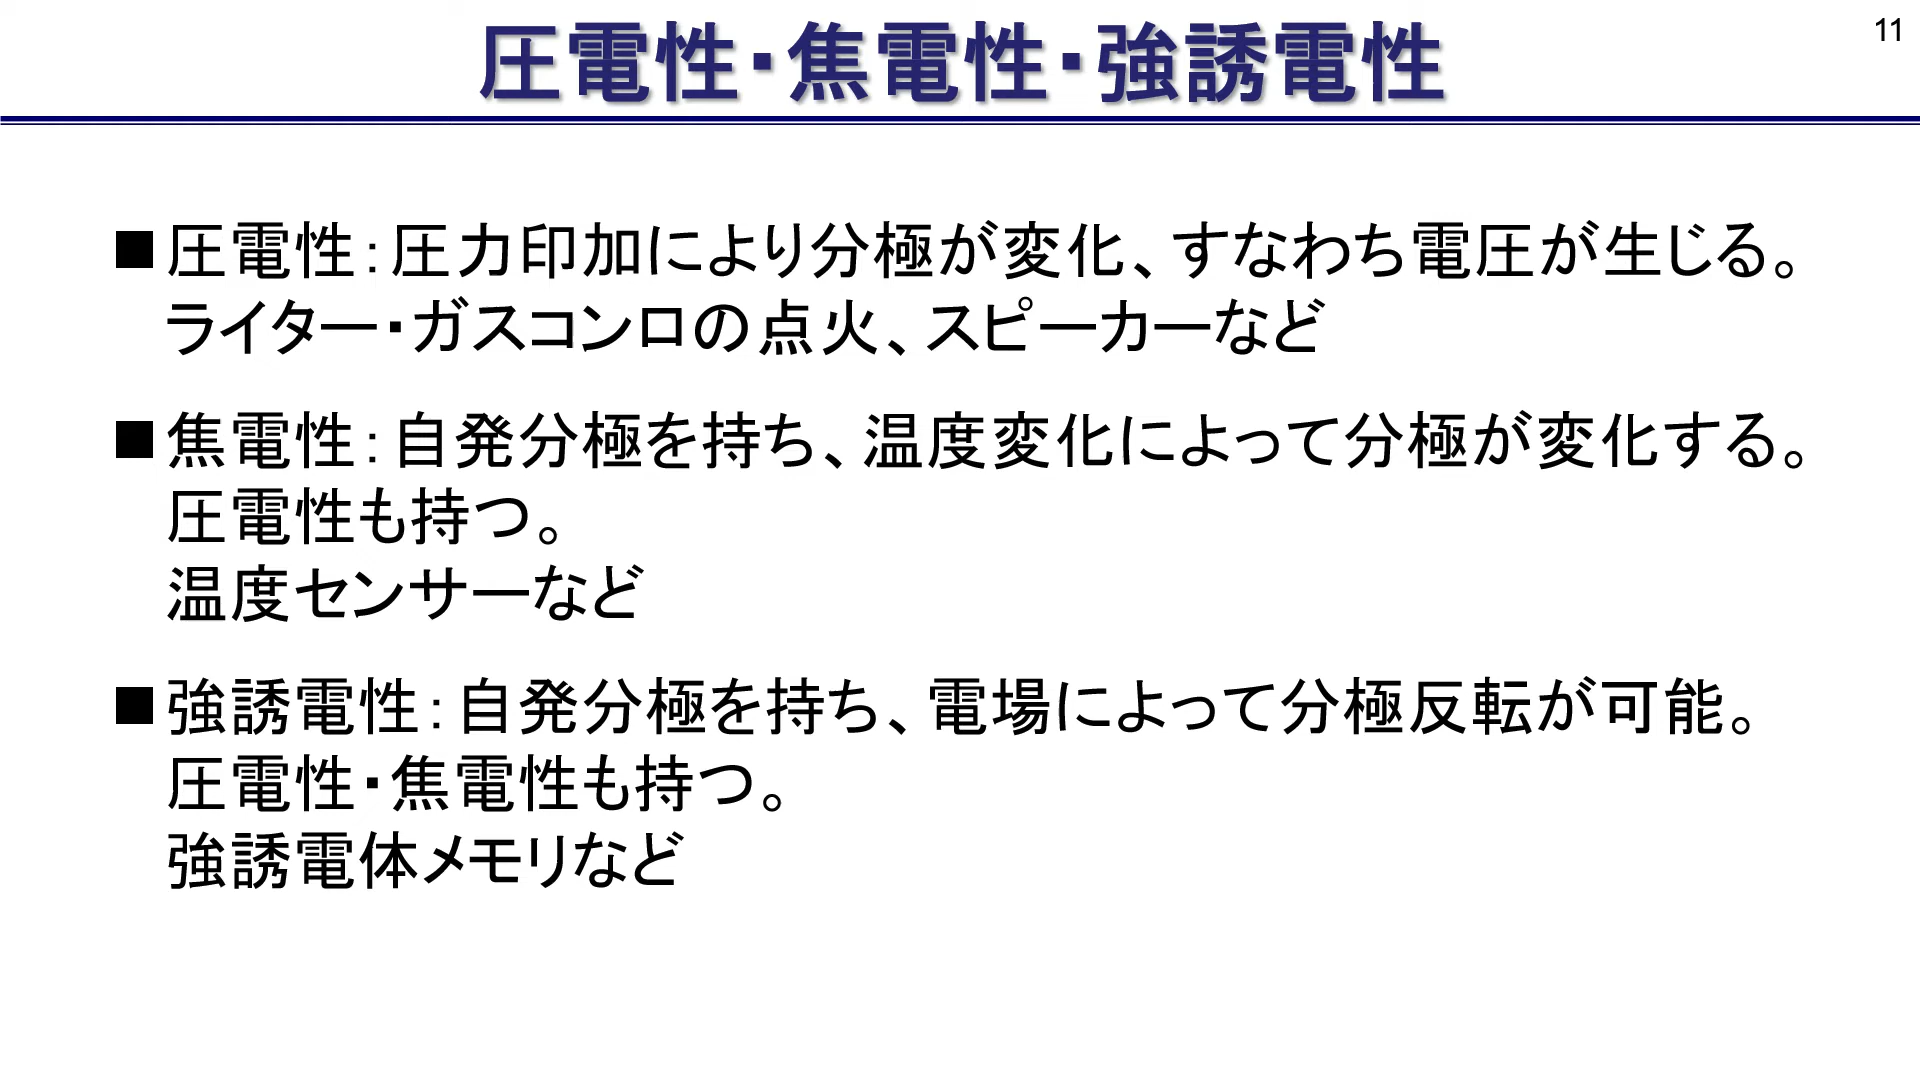 11
圧電性・焦電性・強誘電性
■圧電性：圧力印加により分極が変化、すなわち電圧が生じる。
ライター・ガスコンロの点火、スピーカーなど
■焦電性：自発分極を持ち、温度変化によって分極が変化する。
圧電性も持つ。
温度センサーなど
■強誘電性：自発分極を持ち、電場によって分極反転が可能。
圧電性・焦電性も持つ。
強誘電体メモリなど